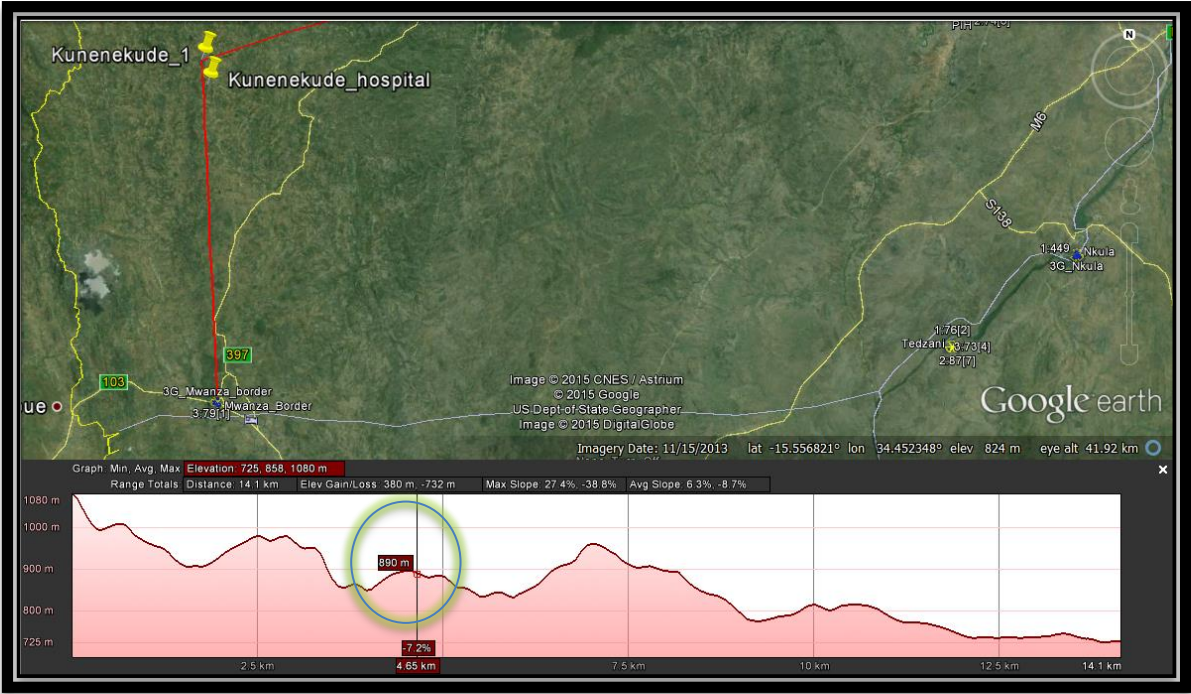 Kunenekude_1
Kunenekude_hospital
N
M6
S138
1:449
Nkula
3G_Nkula
1:76[2]
Tedzani
3:73[4]
2:87[7]
397
103
3G_Mwanza_border
Mwanza_Border
3:79[1]
ue
Image © 2015 CNES / Astrium
© 2015 Google
US Dept of State Geographer
Image © 2015 DigitalGlobe
Google earth
Imagery Date: 11/15/2013 lat -15.556821° lon 34.452348° elev 824 m eye alt 41.92 km
Graph: Min, Avg, Max Elevation: 725, 858, 1080 m
Range Totals: Distance: 14.1 km Elev Gain/Loss: 380 m, -732 m Max Slope: 27.4%, -38.8% Avg Slope: 6.3%, -8.7%
1080 m
1000 m
900 m
800 m
725 m
890 m
-7.2%
2.5 km
4.65 km
7.5 km
10 km
12.5 km
14.1 km